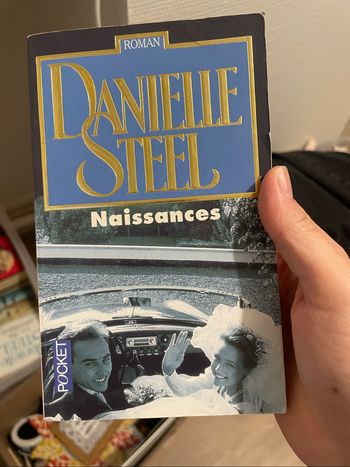 ROMAN
DANIELLE
STEEL
Naissances
POCKET